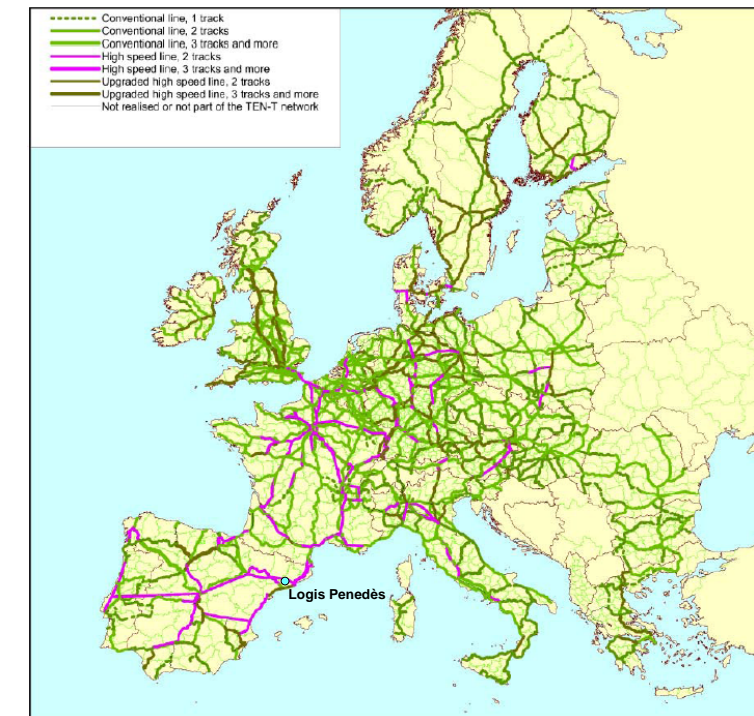 Conventional line, 1 track
Conventional line, 2 tracks
Conventional line, 3 tracks and more
High speed line, 2 tracks
High speed line, 3 tracks and more
Upgraded high speed line, 2 tracks
Upgraded high speed line, 3 tracks and more
Not realised or not part of the TEN-T network
Logis Penedès